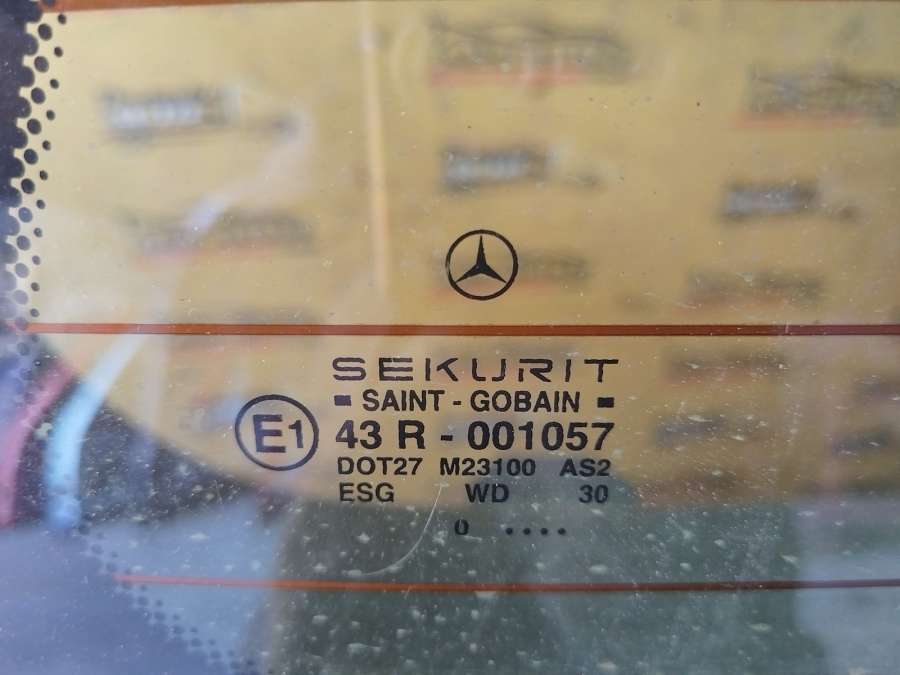 SEKURIT
SAINT - GOBAIN
E1
43 R - 001057
DOT27 M23100 AS2
ESG WD 30
0 ....